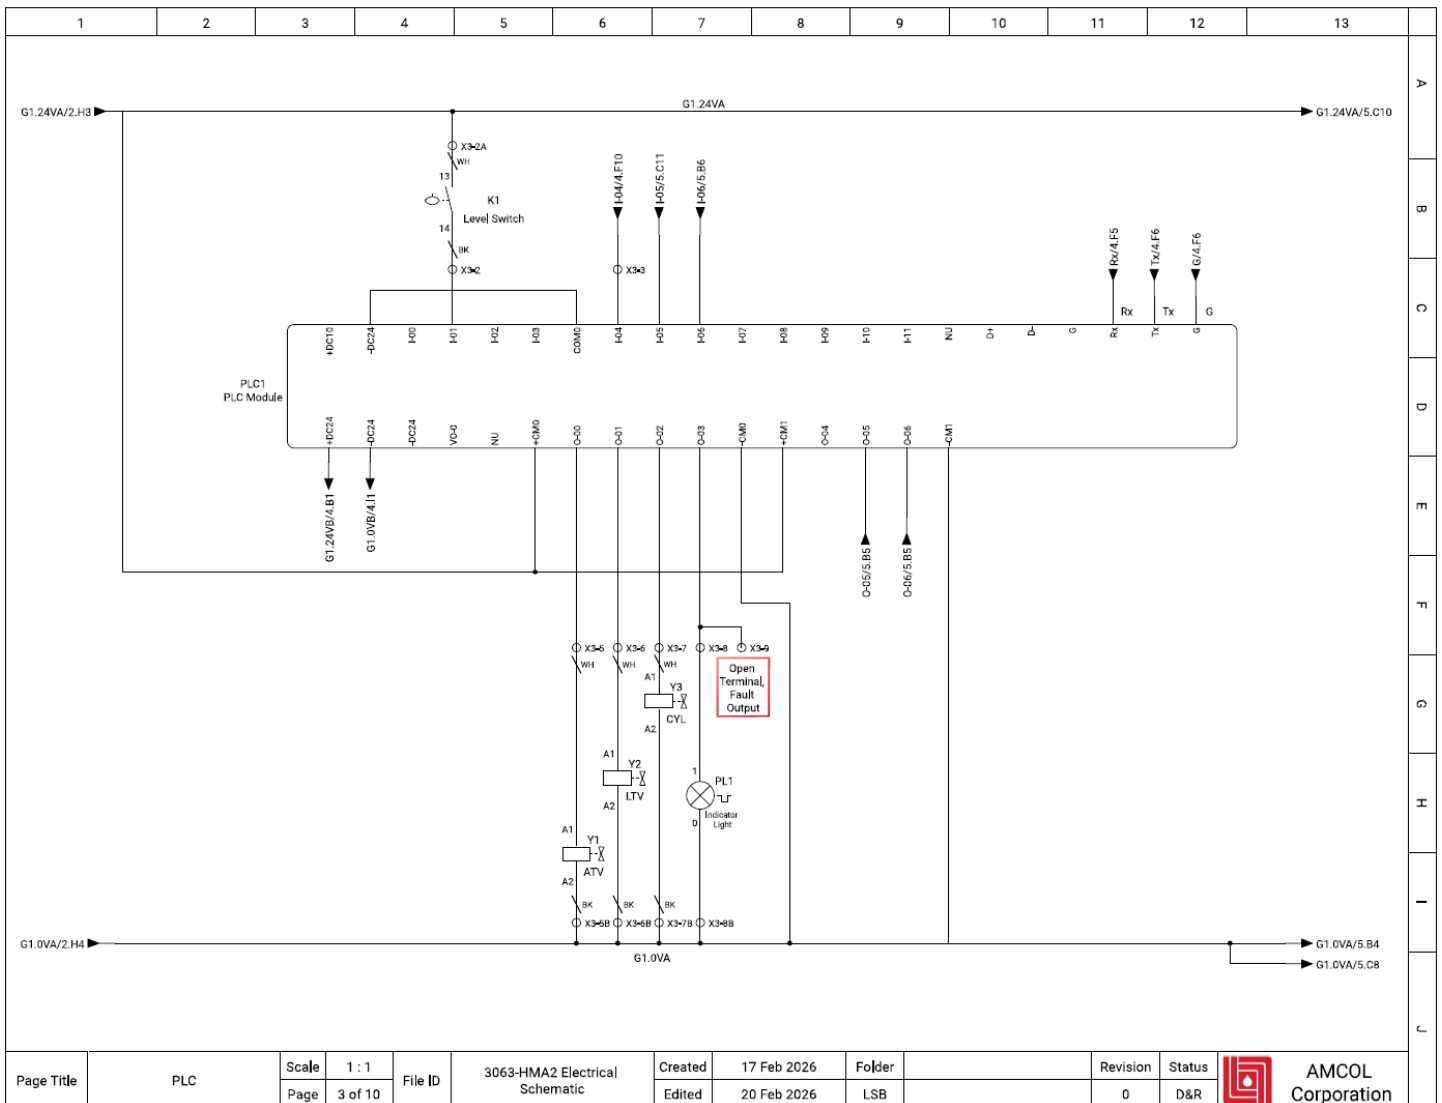 1 2 3 4 5 6 7 8 9 10 11 12 13
A
G1.24VA/2.H3
G1.24VA
G1.24VA/5.C10
X3-2A
WH
13
K1
Level Switch
14
BK
X3-2
I-04/4.F10
I-05/5.C11
I-06/5.B6
X3-3
B
Rx/4.F5
Tx/4.F6
G/4.F6
Rx Tx G
C
+DC10 -DC24 I-00 I-01 I-02 I-03 COM0 I-04 I-05 I-06 I-07 I-08 I-09 I-10 I-11 NU D+ D- G Rx Tx G
PLC1
PLC Module
D
+DC24 -DC24 -DC24 VO-0 NU +CM0 O-00 O-01 O-02 O-03 -CM0 +CM1 O-04 O-05 O-06 -CM1
G1.24VB/4.B1
G1.0VB/4.I1
E
O-05/5.B5
O-06/5.B5
F
X3-5 X3-6 X3-7 X3-8 X3-9
WH WH WH
Open
Terminal,
Fault
Output
A1
Y3
CYL
A2
G
A1
Y2
LTV
A2
1
PL1
Indicator
Light
0
H
A1
Y1
ATV
A2
I
BK BK BK
X3-5B X3-6B X3-7B X3-8B
G1.0VA/2.H4
G1.0VA
G1.0VA/5.B4
G1.0VA/5.C8
J
Page Title
PLC
Scale 1 : 1
Page 3 of 10
File ID
3063-HMA2 Electrical
Schematic
Created 17 Feb 2026
Edited 20 Feb 2026
Folder
LSB
Revision
0
Status
D&R
AMCOL
Corporation